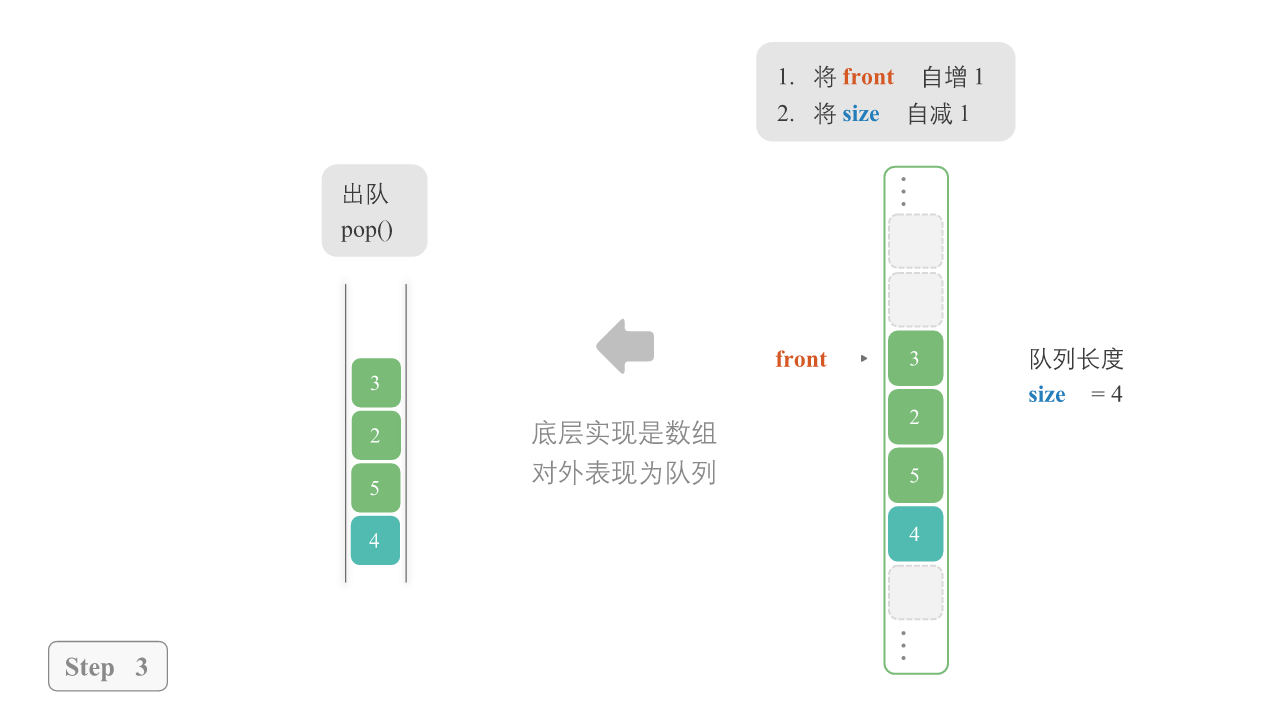 1. 将 front 自增 1
2. 将 size 自减 1
出队
pop()
3
2
5
4
底层实现是数组
对外表现为队列
front
3
2
5
4
队列长度
size = 4
Step 3